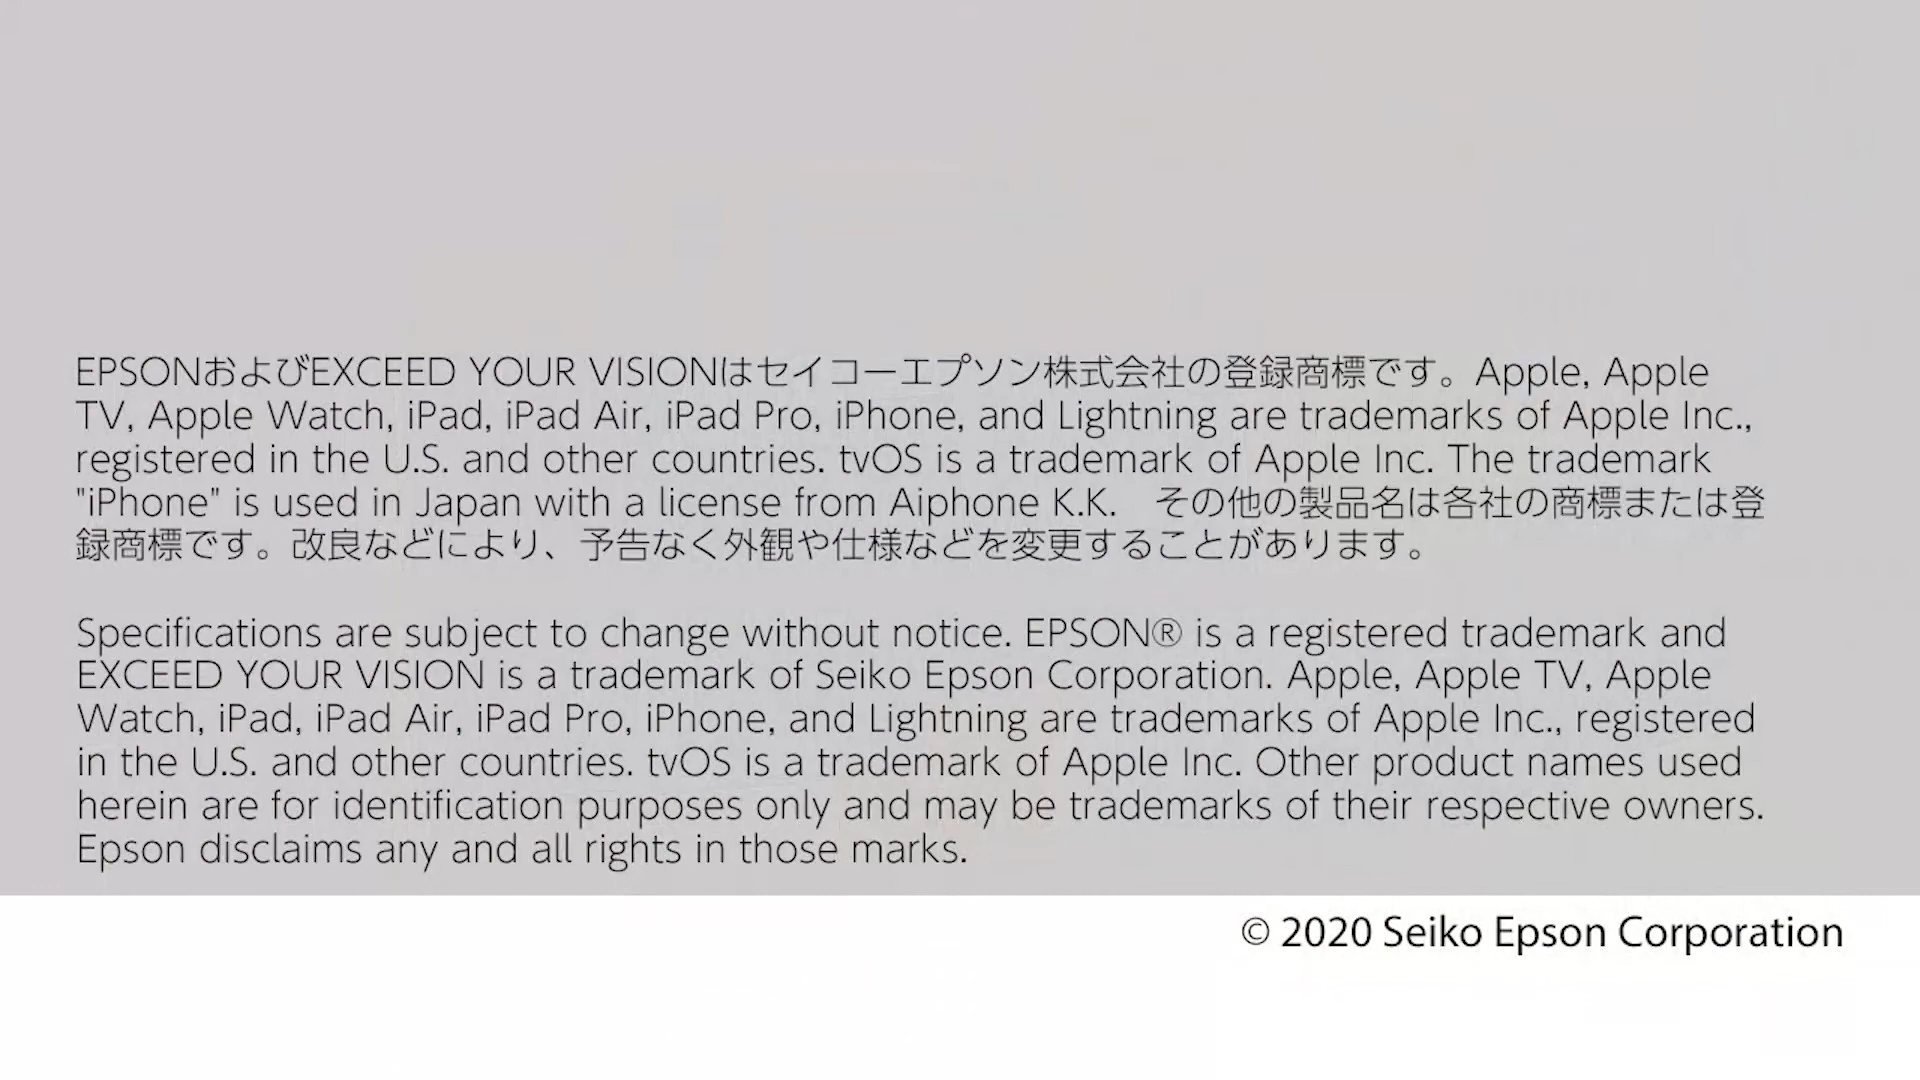 EPSONおよびEXCEED YOUR VISIONはセイコーエプソン株式会社の登録商標です。Apple, Apple
TV, Apple Watch, iPad, iPad Air, iPad Pro, iPhone, and Lightning are trademarks of Apple Inc.,
registered in the U.S. and other countries. tvOS is a trademark of Apple Inc. The trademark
"iPhone" is used in Japan with a license from Aiphone K.K.　その他の製品名は各社の商標または登
録商標です。改良などにより、予告なく外観や仕様などを変更することがあります。
Specifications are subject to change without notice. EPSON® is a registered trademark and
EXCEED YOUR VISION is a trademark of Seiko Epson Corporation. Apple, Apple TV, Apple
Watch, iPad, iPad Air, iPad Pro, iPhone, and Lightning are trademarks of Apple Inc., registered
in the U.S. and other countries. tvOS is a trademark of Apple Inc. Other product names used
herein are for identification purposes only and may be trademarks of their respective owners.
Epson disclaims any and all rights in those marks.
© 2020 Seiko Epson Corporation